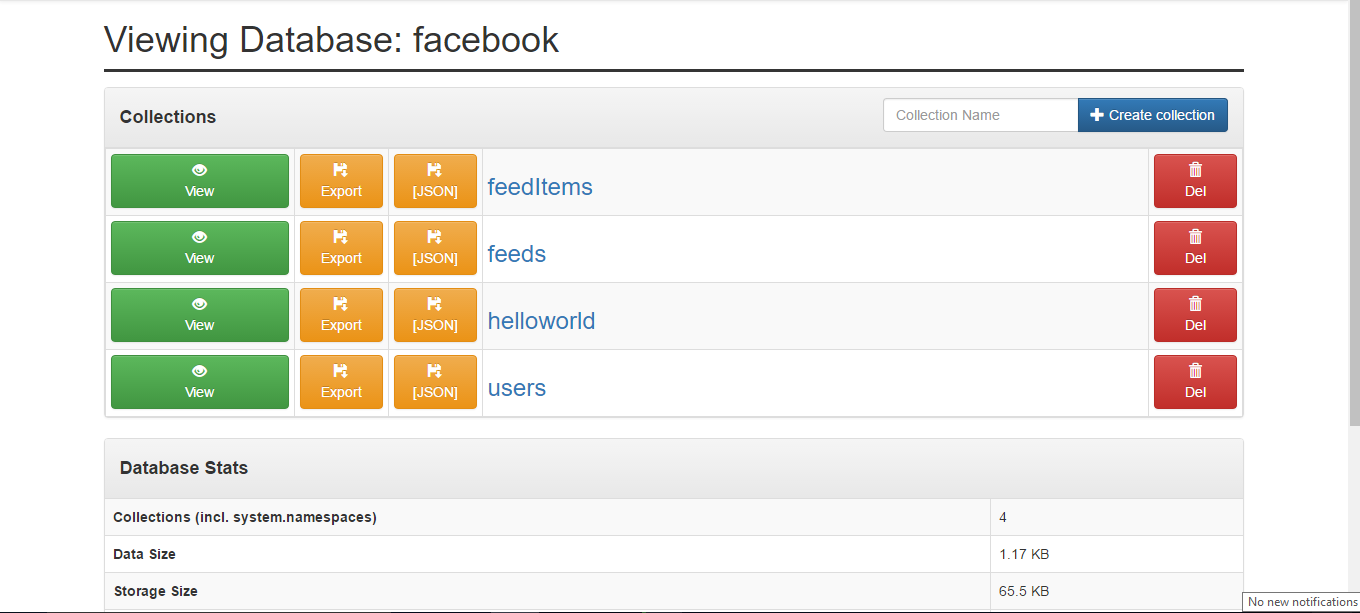 Viewing Database: facebook
Collections
Collection Name
Create collection
View Export [JSON] feedItems Del
View Export [JSON] feeds Del
View Export [JSON] helloworld Del
View Export [JSON] users Del
Database Stats
Collections (incl. system.namespaces) 4
Data Size 1.17 KB
Storage Size 65.5 KB
No new notifications